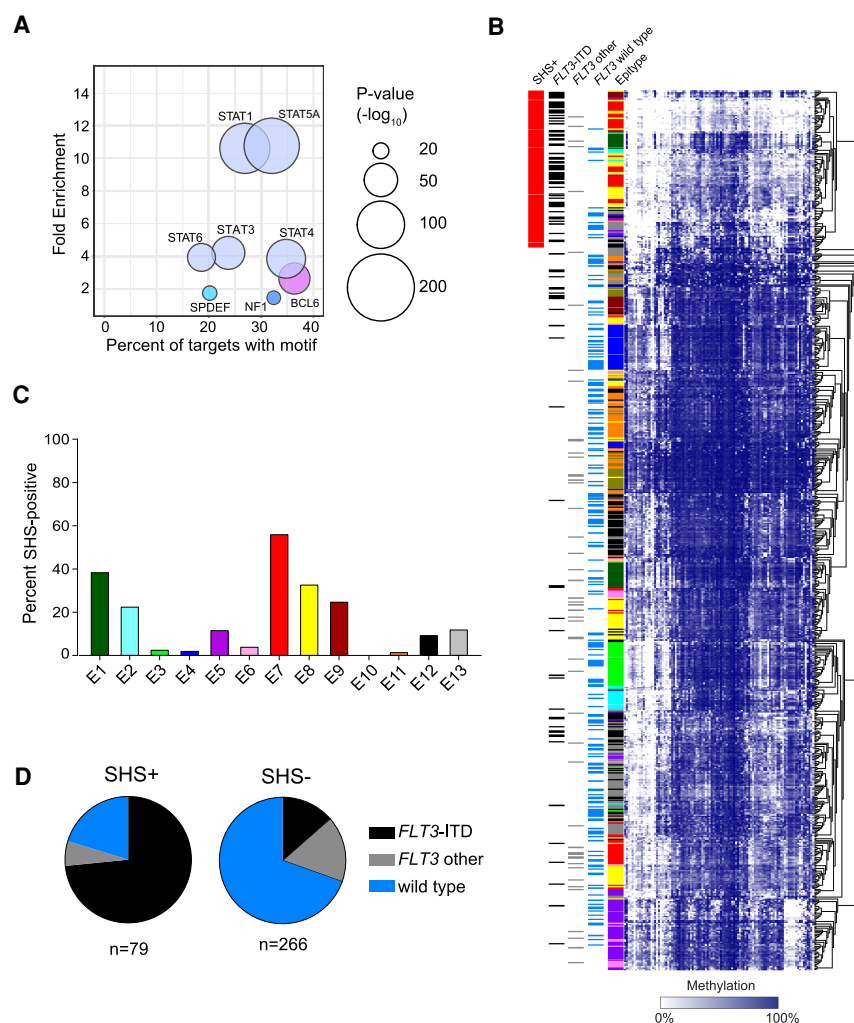 A
P-value
(-log10)
14
12
10
8
6
4
2
Fold Enrichment
STAT1
STAT5A
STAT6
STAT3
STAT4
SPDEF
NF1
BCL6
0
10
20
30
40
Percent of targets with motif
20
50
100
200
B
SHS+
FLT3-ITD
FLT3 other
FLT3 wild type
Epitype
Methylation
0%
100%
C
100
80
60
40
20
0
Percent SHS-positive
E1
E2
E3
E4
E5
E6
E7
E8
E9
E10
E11
E12
E13
D
SHS+
SHS-
FLT3-ITD
FLT3 other
wild type
n=79
n=266